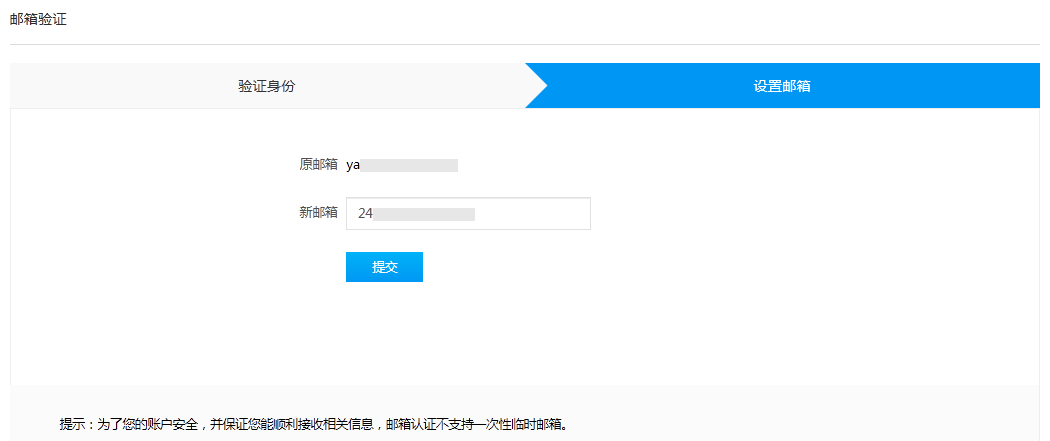 邮箱验证
验证身份
设置邮箱
原邮箱 ya
新邮箱 24
提交
提示：为了您的账户安全，并保证您能顺利接收相关信息，邮箱认证不支持一次性临时邮箱。